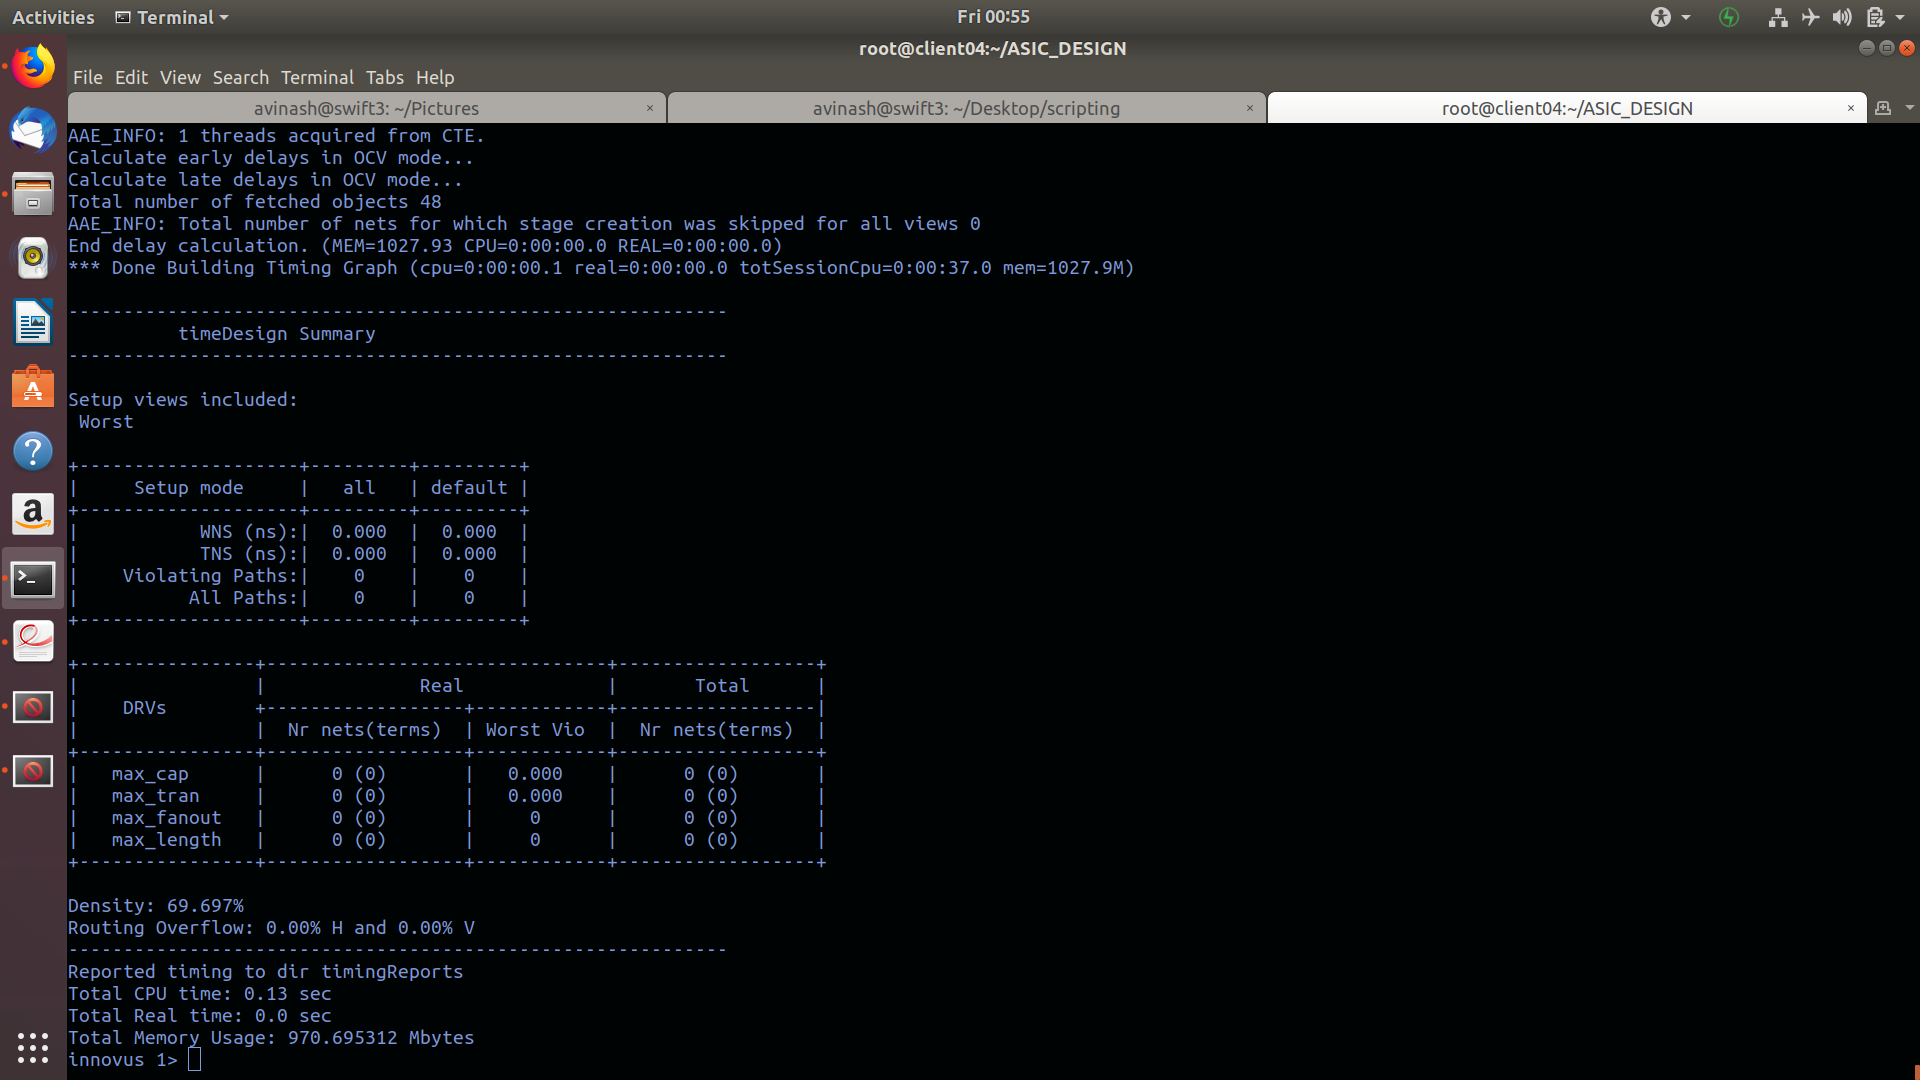 Activities Terminal Fri 00:55
root@client04:~/ASIC_DESIGN
File Edit View Search Terminal Tabs Help
avinash@swift3: ~/Pictures × avinash@swift3: ~/Desktop/scripting × root@client04:~/ASIC_DESIGN ×
AAE_INFO: 1 threads acquired from CTE.
Calculate early delays in OCV mode...
Calculate late delays in OCV mode...
Total number of fetched objects 48
AAE_INFO: Total number of nets for which stage creation was skipped for all views 0
End delay calculation. (MEM=1027.93 CPU=0:00:00.0 REAL=0:00:00.0)
*** Done Building Timing Graph (cpu=0:00:00.1 real=0:00:00.0 totSessionCpu=0:00:37.0 mem=1027.9M)
------------------------------------------------------------
          timeDesign Summary
------------------------------------------------------------
Setup views included:
 Worst
+--------------------+---------+---------+
|     Setup mode     |   all   | default |
+--------------------+---------+---------+
|           WNS (ns):|  0.000  |  0.000  |
|           TNS (ns):|  0.000  |  0.000  |
|    Violating Paths:|    0    |    0    |
|          All Paths:|    0    |    0    |
+--------------------+---------+---------+
+----------------+-------------------------------+------------------+
|                |              Real             |       Total      |
|    DRVs        +------------------+------------+------------------|
|                |  Nr nets(terms)  | Worst Vio  |  Nr nets(terms)  |
+----------------+------------------+------------+------------------+
|   max_cap      |      0 (0)       |   0.000    |      0 (0)       |
|   max_tran     |      0 (0)       |   0.000    |      0 (0)       |
|   max_fanout   |      0 (0)       |     0      |      0 (0)       |
|   max_length   |      0 (0)       |     0      |      0 (0)       |
+----------------+------------------+------------+------------------+
Density: 69.697%
Routing Overflow: 0.00% H and 0.00% V
------------------------------------------------------------
Reported timing to dir timingReports
Total CPU time: 0.13 sec
Total Real time: 0.0 sec
Total Memory Usage: 970.695312 Mbytes
innovus 1>